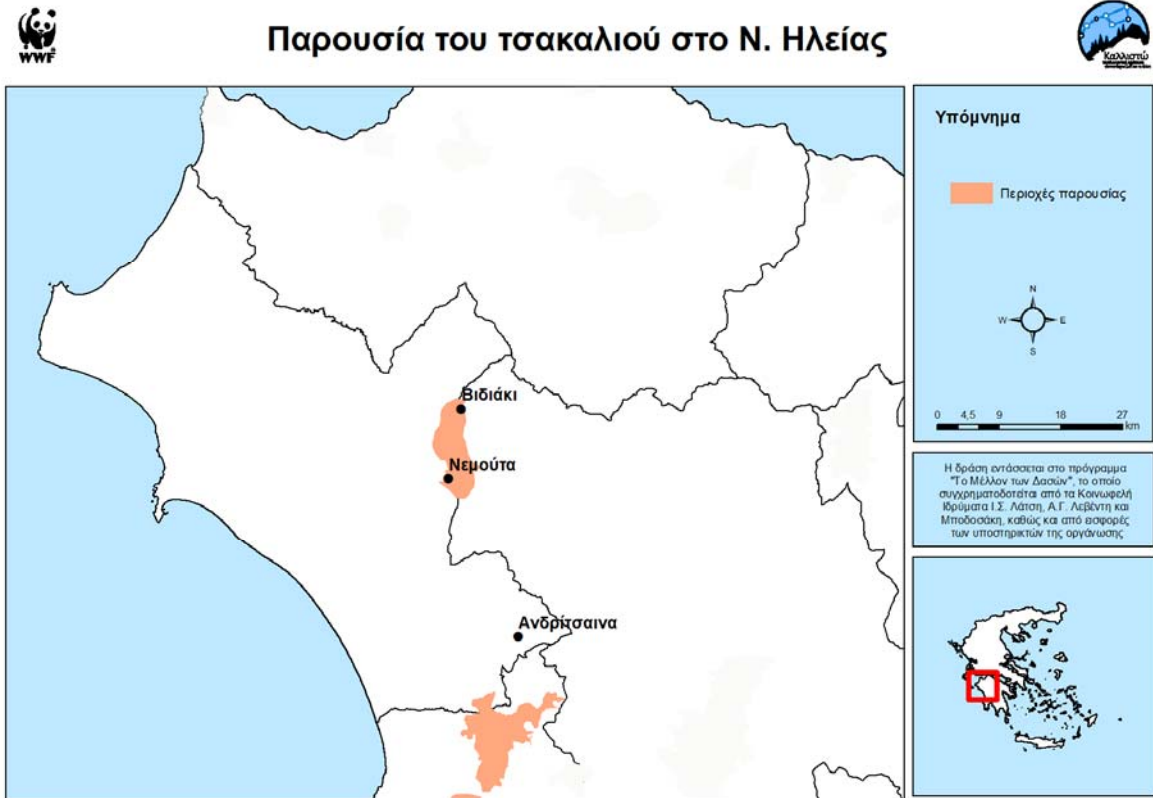 WWF
Παρουσία του τσακαλιού στο Ν. Ηλείας
Καλλιστώ
Υπόμνημα
Περιοχές παρουσίας
N
W E
S
0 4,5 9 18 27
km
Βιδιάκι
Νεμούτα
Ανδρίτσαινα
Η δράση εντάσσεται στο πρόγραμμα
"Το Μέλλον των Δασών", το οποίο
συγχρηματοδοτείται από τα Κοινωφελή
Ιδρύματα Ι.Σ. Λάτση, Α.Γ. Λεβέντη και
Μποδοσάκη, καθώς και από εισφορές
των υποστηρικτών της οργάνωσης